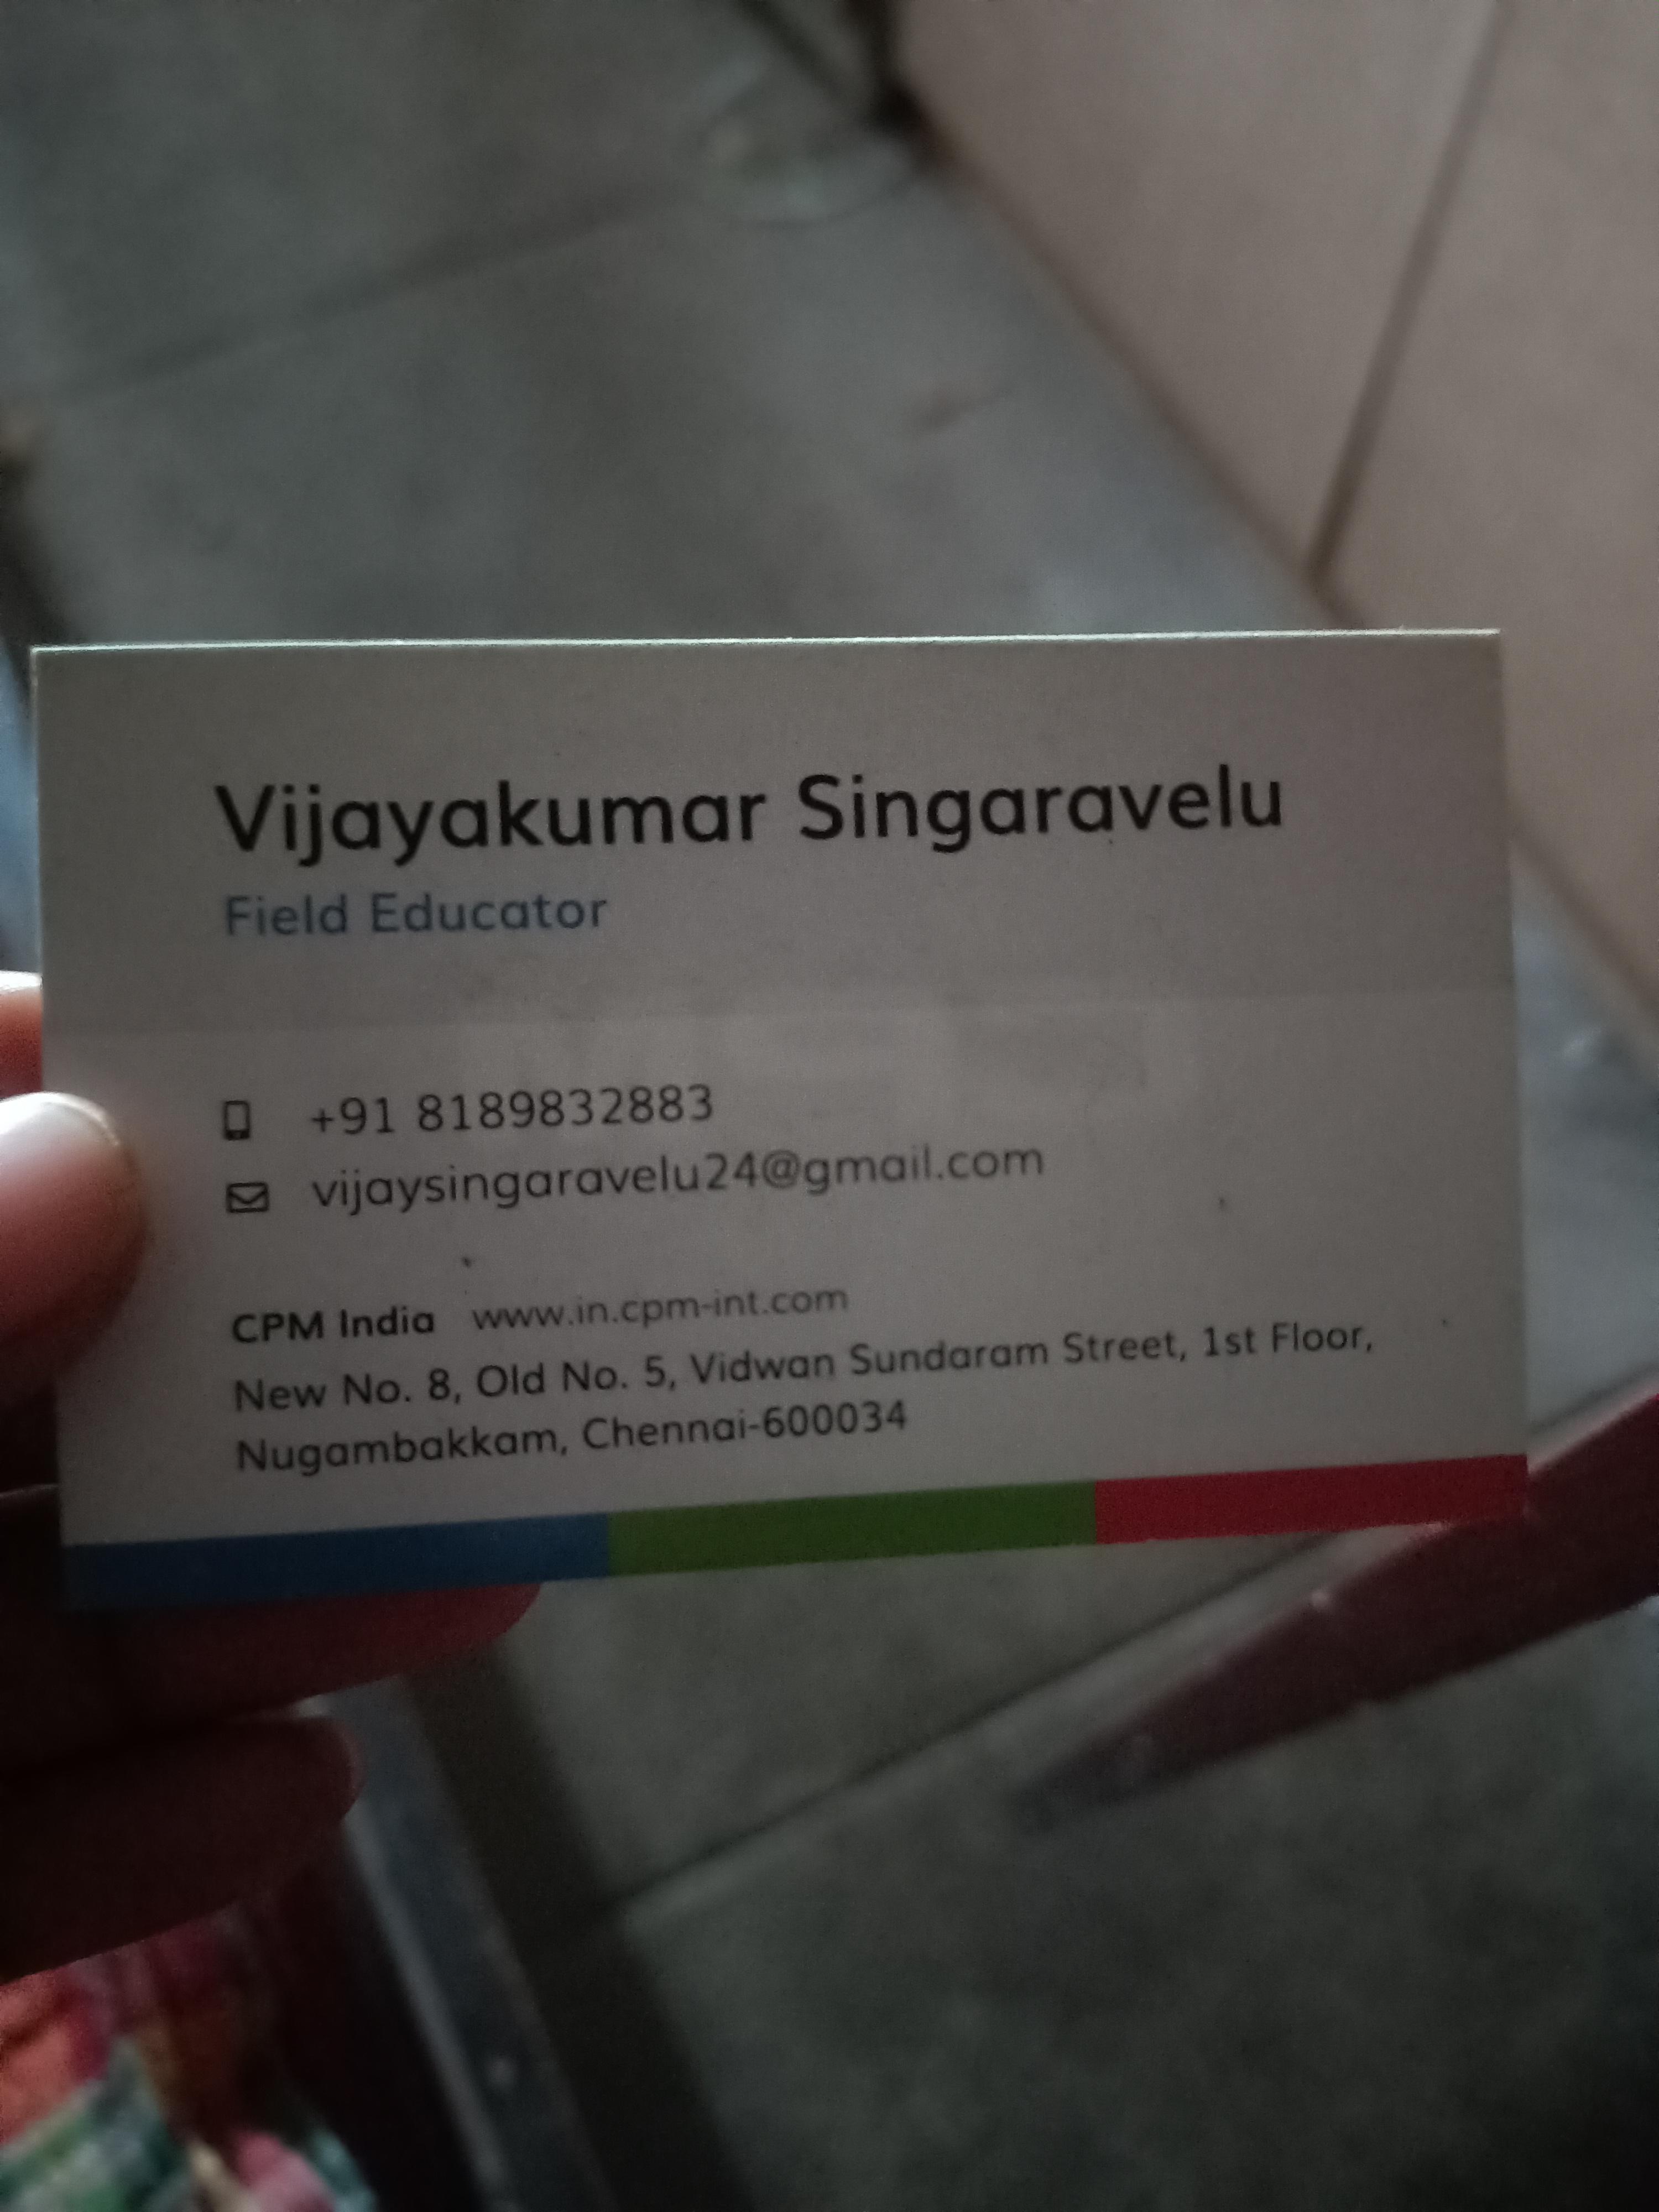 Vijayakumar Singaravelu
Field Educator
+91 8189832883
vijaysingaravelu24@gmail.com
CPM India www.in.cpm-int.com
New No. 8, Old No. 5, Vidwan Sundaram Street, 1st Floor,
Nugambakkam, Chennai-600034